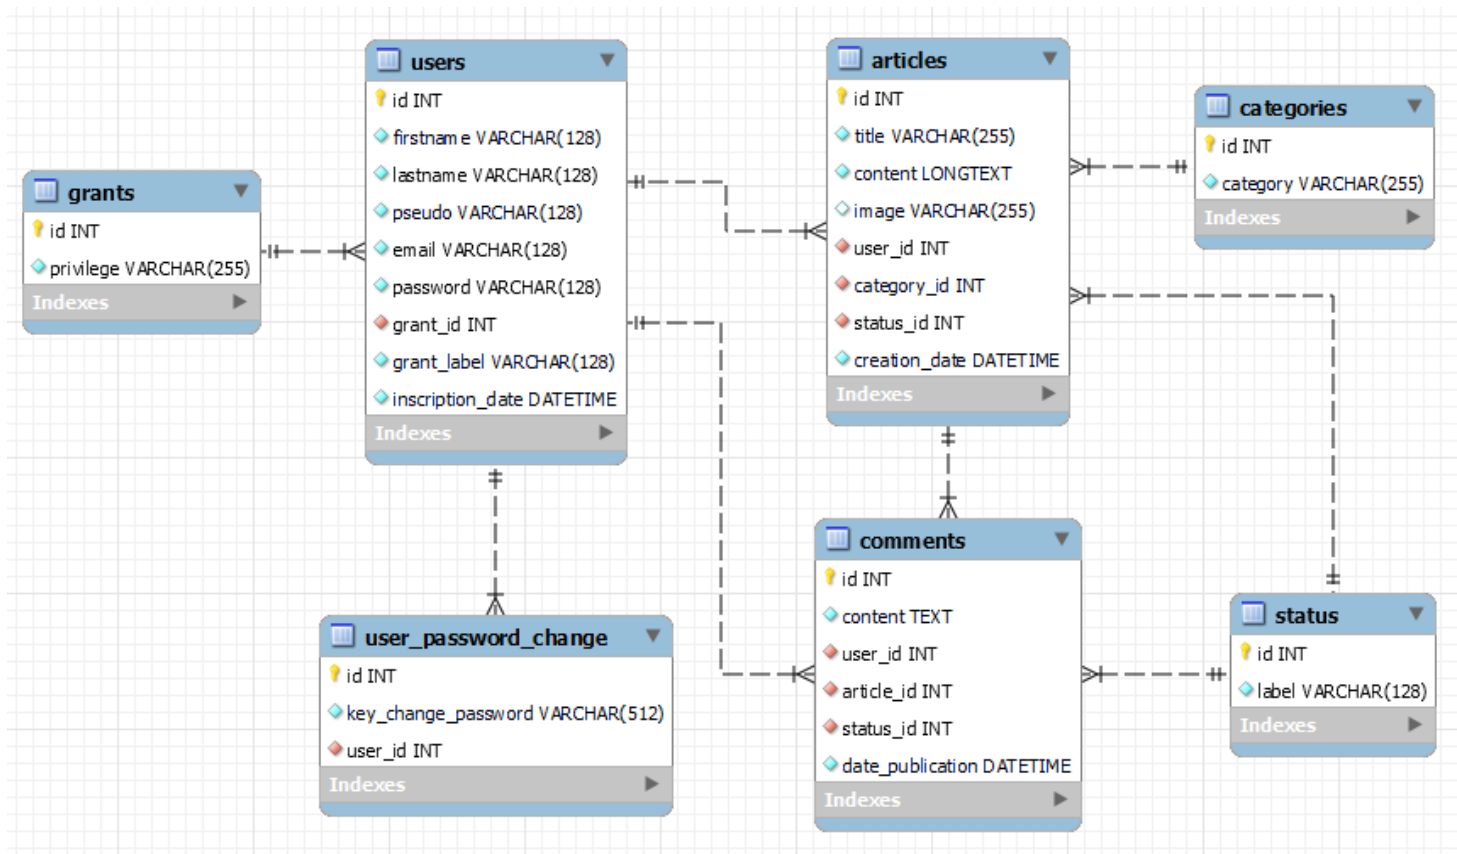 grants
id INT
privilege VARCHAR(255)
Indexes
users
id INT
firstname VARCHAR(128)
lastname VARCHAR(128)
pseudo VARCHAR(128)
email VARCHAR(128)
password VARCHAR(128)
grant_id INT
grant_label VARCHAR(128)
inscription_date DATETIME
Indexes
articles
id INT
title VARCHAR(255)
content LONGTEXT
image VARCHAR(255)
user_id INT
category_id INT
status_id INT
creation_date DATETIME
Indexes
categories
id INT
category VARCHAR(255)
Indexes
user_password_change
id INT
key_change_password VARCHAR(512)
user_id INT
Indexes
comments
id INT
content TEXT
user_id INT
article_id INT
status_id INT
date_publication DATETIME
Indexes
status
id INT
label VARCHAR(128)
Indexes